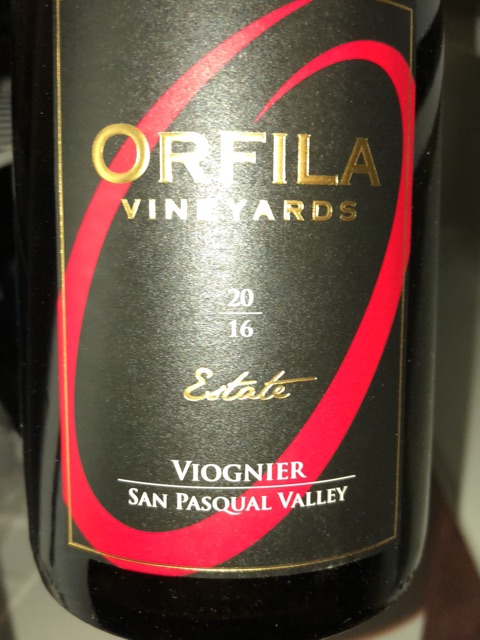 ORFILA
VINEYARDS
20
16
Estate
VIOGNIER
SAN PASQUAL VALLEY